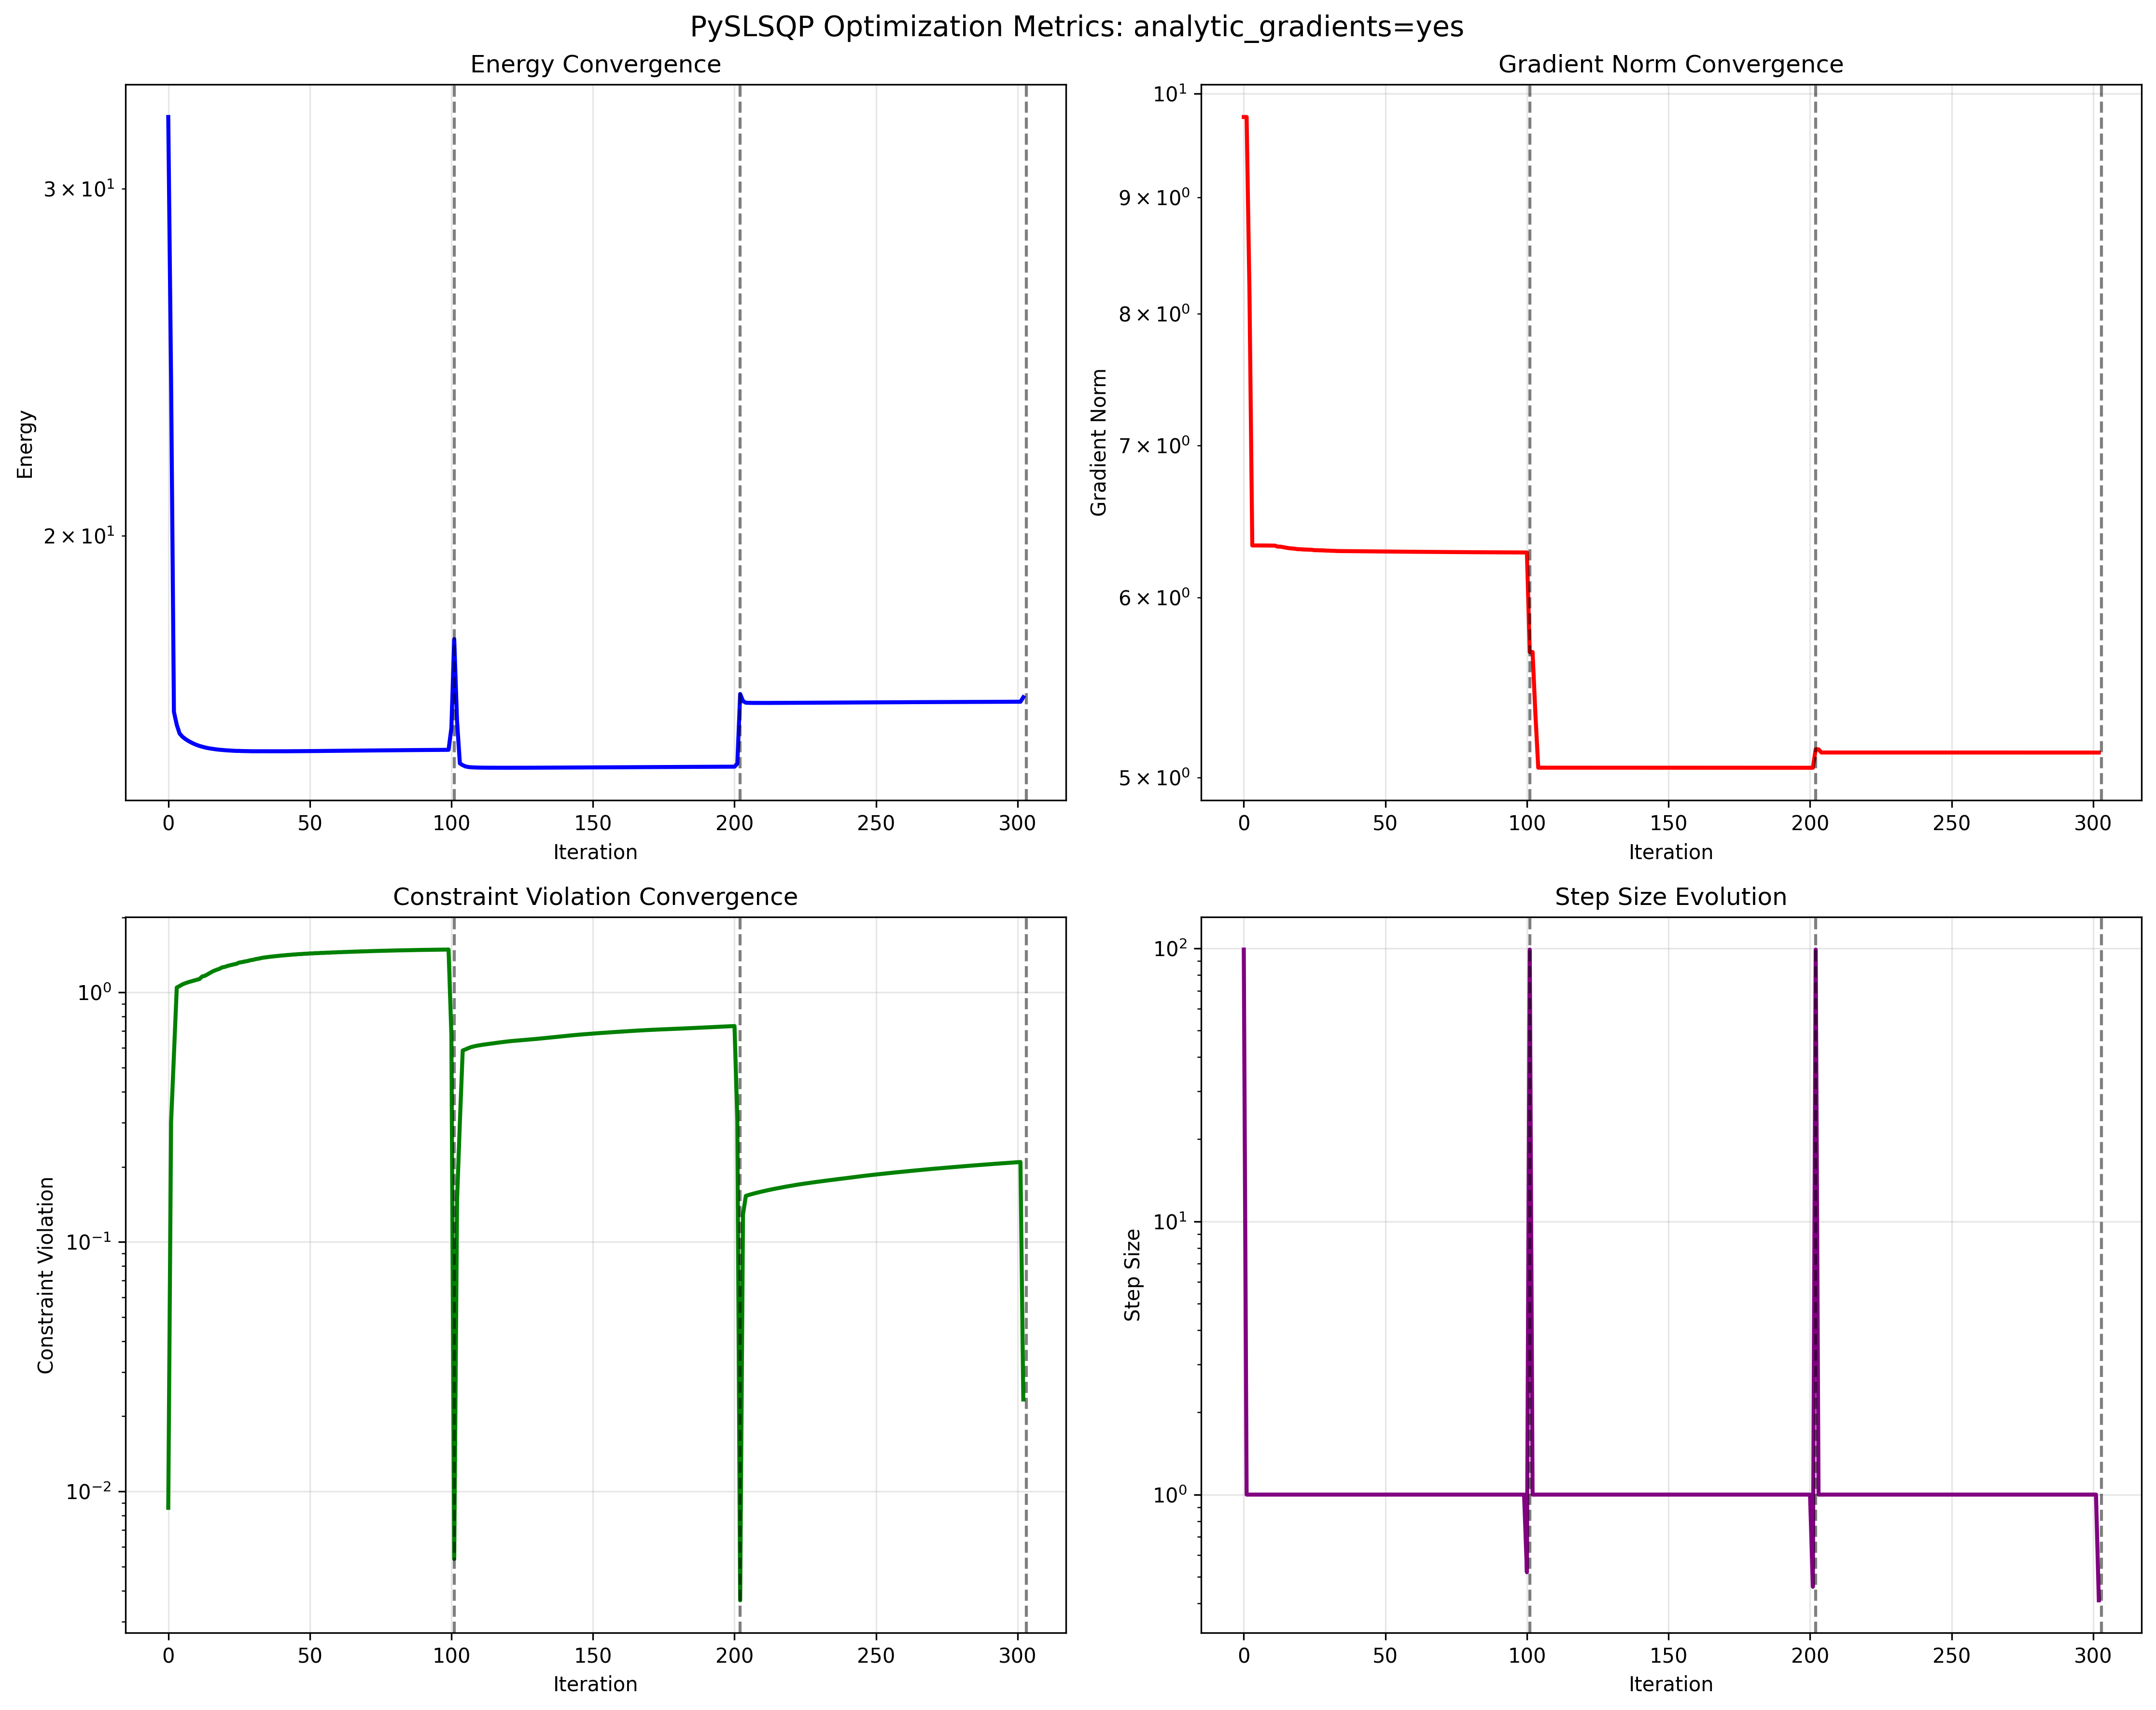 PySLSQP Optimization Metrics: analytic_gradients=yes
Energy Convergence
Energy
3 × 10¹
2 × 10¹
0 50 100 150 200 250 300
Iteration
Gradient Norm Convergence
Gradient Norm
10¹
9 × 10⁰
8 × 10⁰
7 × 10⁰
6 × 10⁰
5 × 10⁰
0 50 100 150 200 250 300
Iteration
Constraint Violation Convergence
Constraint Violation
10⁰
10⁻¹
10⁻²
0 50 100 150 200 250 300
Iteration
Step Size Evolution
Step Size
10²
10¹
10⁰
0 50 100 150 200 250 300
Iteration